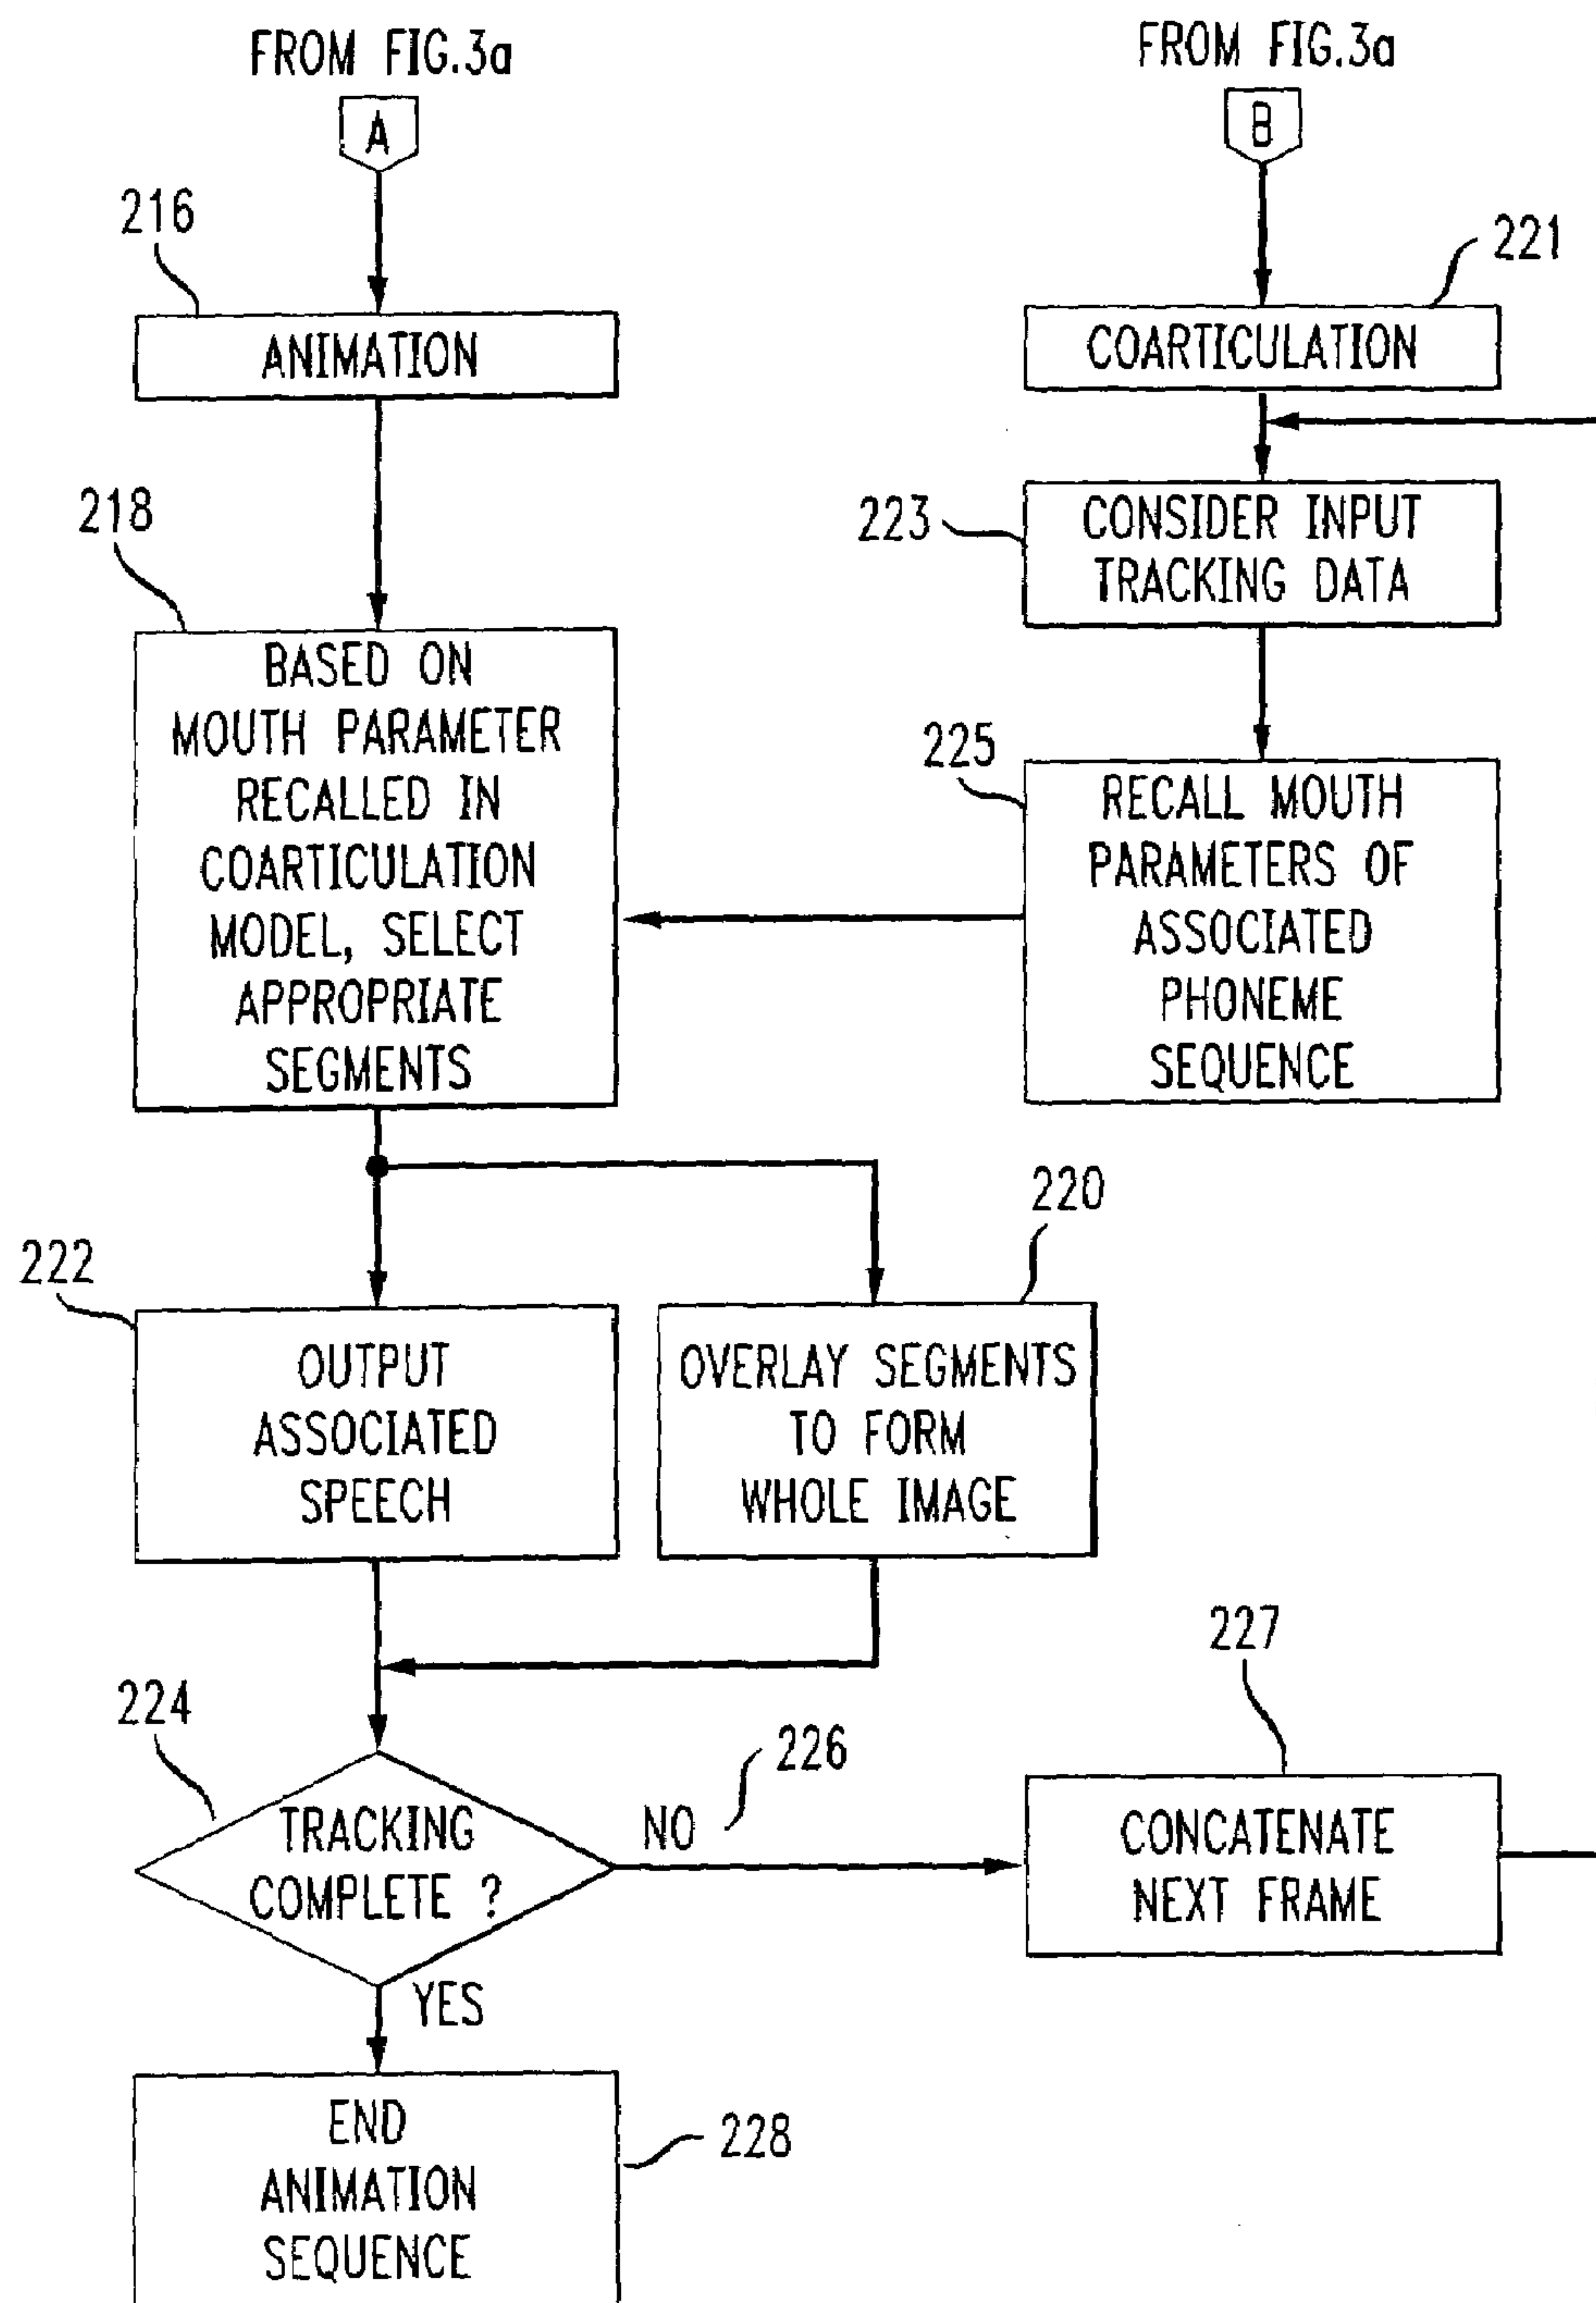 FROM FIG.3a
A
216
ANIMATION
218
BASED ON
MOUTH PARAMETER
RECALLED IN
COARTICULATION
MODEL, SELECT
APPROPRIATE
SEGMENTS
FROM FIG.3a
B
221
COARTICULATION
223
CONSIDER INPUT
TRACKING DATA
225
RECALL MOUTH
PARAMETERS OF
ASSOCIATED
PHONEME
SEQUENCE
222
OUTPUT
ASSOCIATED
SPEECH
220
OVERLAY SEGMENTS
TO FORM
WHOLE IMAGE
224
TRACKING
COMPLETE ?
NO
226
227
CONCATENATE
NEXT FRAME
YES
END
ANIMATION
SEQUENCE
228